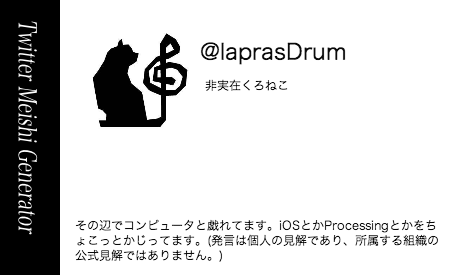 Twitter Meishi Generator
@laprasDrum
非実在くろねこ
その辺でコンピュータと戯れてます。iOSとかProcessingとかをち
ょこっとかじってます。(発言は個人の見解であり、所属する組織の
公式見解ではありません。)